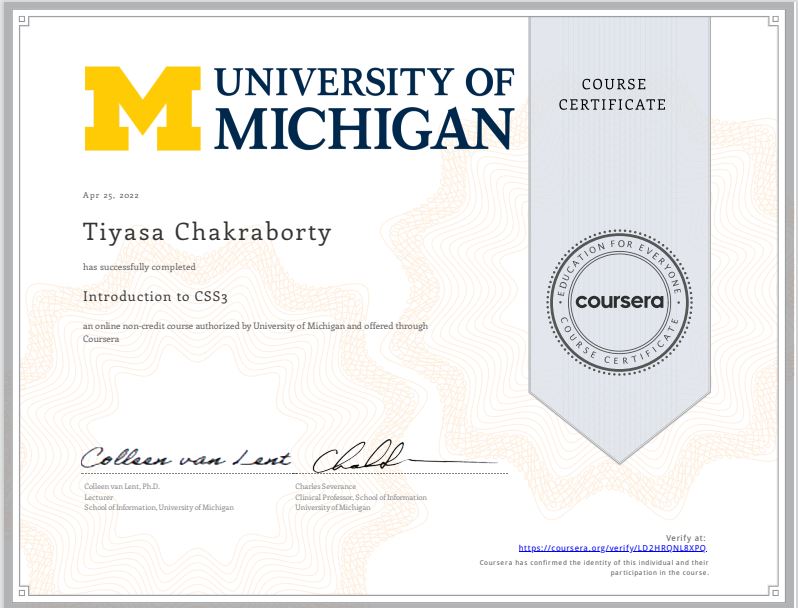 UNIVERSITY OF
MICHIGAN
COURSE
CERTIFICATE
Apr 25, 2022
Tiyasa Chakraborty
has successfully completed
Introduction to CSS3
an online non-credit course authorized by University of Michigan and offered through
Coursera
EDUCATION FOR EVERYONE
coursera
COURSE CERTIFICATE
Colleen van Lent
Colleen van Lent, Ph.D.
Lecturer
School of Information, University of Michigan
Charles Severance
Clinical Professor, School of Information
University of Michigan
Verify at:
https://coursera.org/verify/LD2HRQNL8XPQ
Coursera has confirmed the identity of this individual and their
participation in the course.